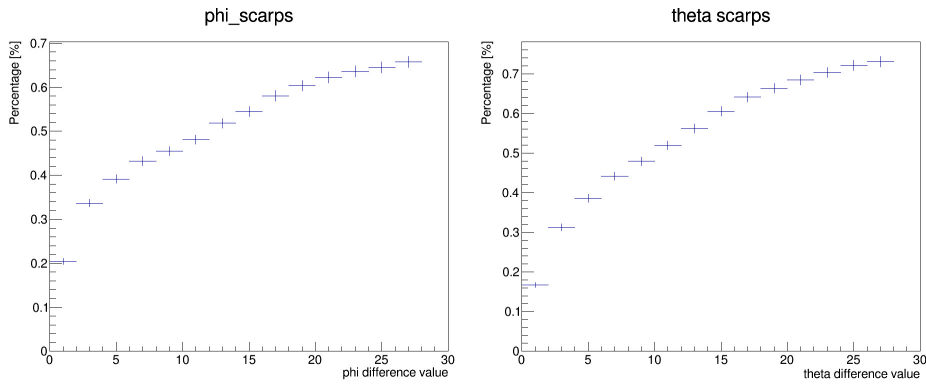 phi_scarps
Percentage [%]
0.7
0.6
0.5
0.4
0.3
0.2
0.1
0
0 5 10 15 20 25 30
phi difference value
theta scarps
Percentage [%]
0.7
0.6
0.5
0.4
0.3
0.2
0.1
0
0 5 10 15 20 25 30
theta difference value